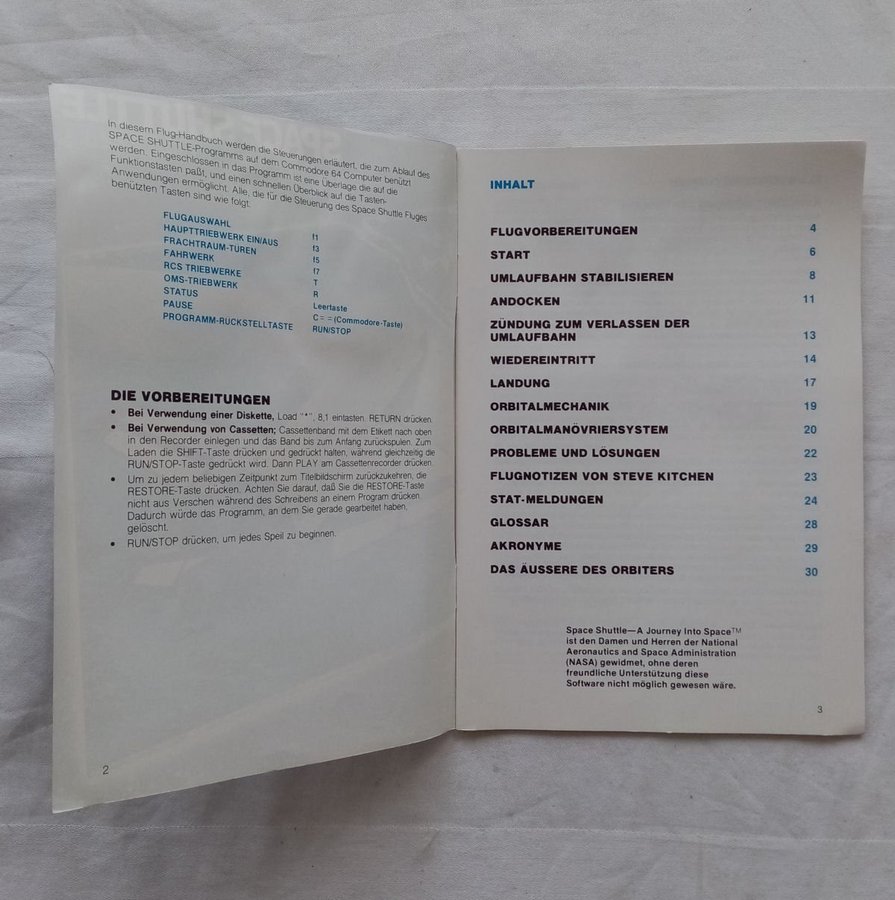 In diesem Flug-Handbuch werden die Steuerungen erläutert, die zum Ablauf des
SPACE SHUTTLE-Programms auf dem Commodore 64 Computer benützt
werden. Eingeschlossen in das Programm ist eine Überlage die auf die
Funktionstasten paßt, und einen schnellen Überblick auf die Tasten-
Anwendungen ermöglicht. Alle, die für die Steuerung des Space Shuttle Fluges
benützten Tasten sind wie folgt:
FLUGAUSWAHL f1
HAUPTTRIEBWERK EIN/AUS f3
FRACHTRAUM-TÜREN f5
FAHRWERK f7
RCS TRIEBWERKE T
OMS-TRIEBWERK R
STATUS Leertaste
PAUSE C= = (Commodore-Taste)
PROGRAMM-RÜCKSTELLTASTE RUN/STOP
DIE VORBEREITUNGEN
• Bei Verwendung einer Diskette, Load "*", 8,1 eintasten. RETURN drücken.
• Bei Verwendung von Cassetten; Cassettenband mit dem Etikett nach oben
in den Recorder einlegen und das Band bis zum Anfang zurückspulen. Zum
Laden die SHIFT-Taste drücken und gedrückt halten, während gleichzeitig die
RUN/STOP-Taste gedrückt wird. Dann PLAY am Cassettenrecorder drücken.
• Um zu jedem beliebigen Zeitpunkt zum Titelbildschirm zurückzukehren, die
RESTORE-Taste drücken. Achten Sie darauf, daß Sie die RESTORE-Taste
nicht aus Verschen während des Schreibens an einem Program drücken.
Dadurch würde das Programm, an dem Sie gerade gearbeitet haben,
gelöscht.
• RUN/STOP drücken, um jedes Speil zu beginnen.
2
INHALT
FLUGVORBEREITUNGEN 4
START 6
UMLAUFBAHN STABILISIEREN 8
ANDOCKEN 11
ZÜNDUNG ZUM VERLASSEN DER
UMLAUFBAHN 13
WIEDEREINTRITT 14
LANDUNG 17
ORBITALMECHANIK 19
ORBITALMANÖVRIERSYSTEM 20
PROBLEME UND LÖSUNGEN 22
FLUGNOTIZEN VON STEVE KITCHEN 23
STAT-MELDUNGEN 24
GLOSSAR 28
AKRONYME 29
DAS ÄUSSERE DES ORBITERS 30
Space Shuttle—A Journey Into Space™
ist den Damen und Herren der National
Aeronautics and Space Administration
(NASA) gewidmet, ohne deren
freundliche Unterstützung diese
Software nicht möglich gewesen wäre.
3